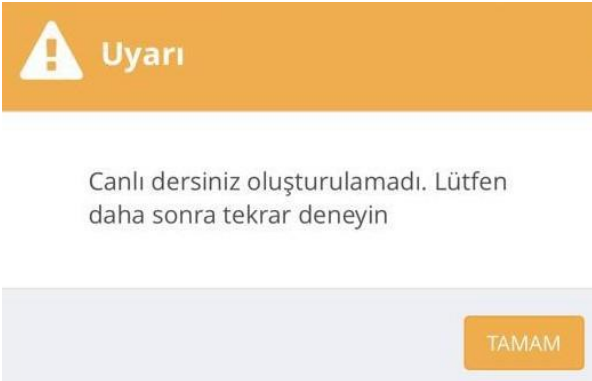 Uyarı
Canlı dersiniz oluşturulamadı. Lütfen
daha sonra tekrar deneyin
TAMAM